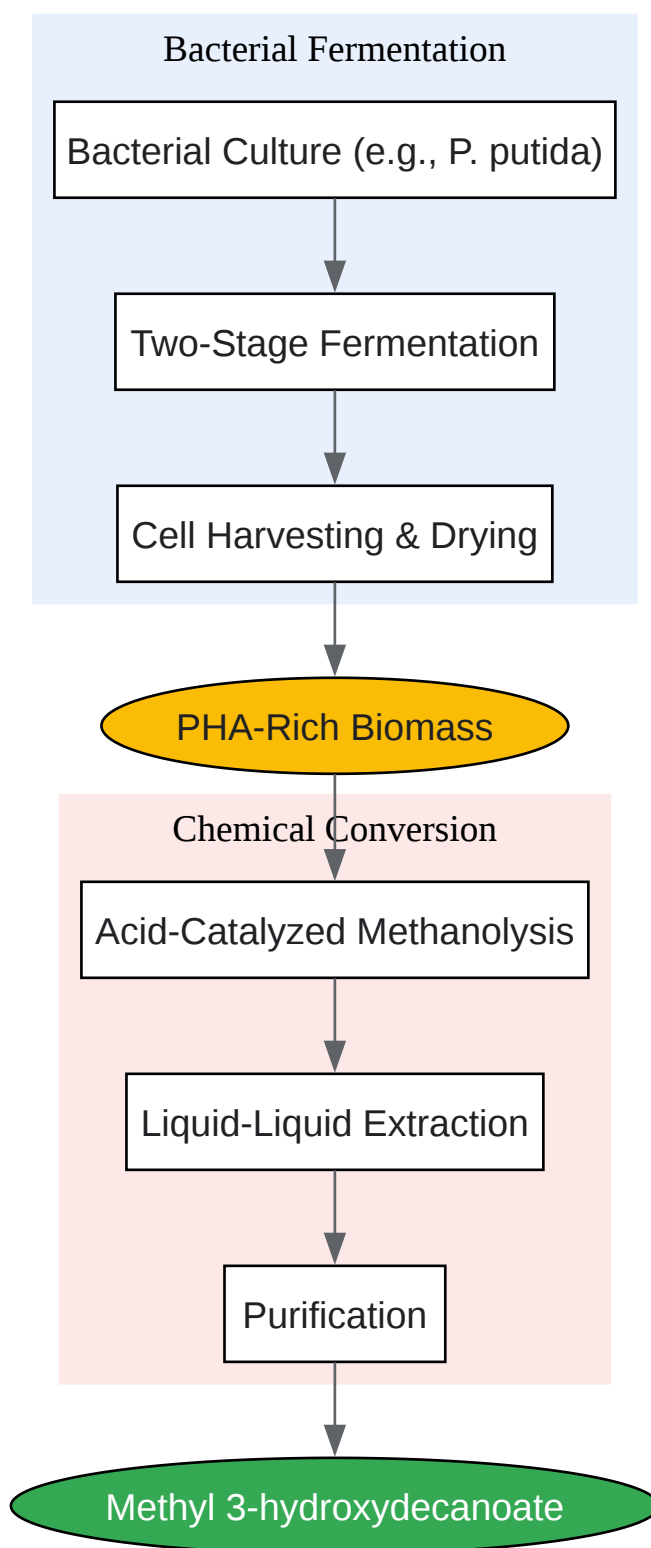 Bacterial Fermentation
Bacterial Culture (e.g., P. putida)
Two-Stage Fermentation
Cell Harvesting & Drying
PHA-Rich Biomass
Chemical Conversion
Acid-Catalyzed Methanolysis
Liquid-Liquid Extraction
Purification
Methyl 3-hydroxydecanoate